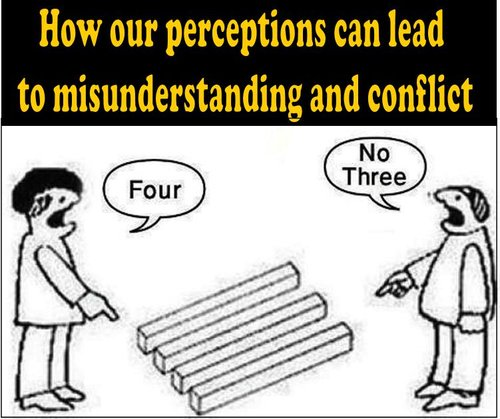 How our perceptions can lead
to misunderstanding and conflict
Four
No
Three